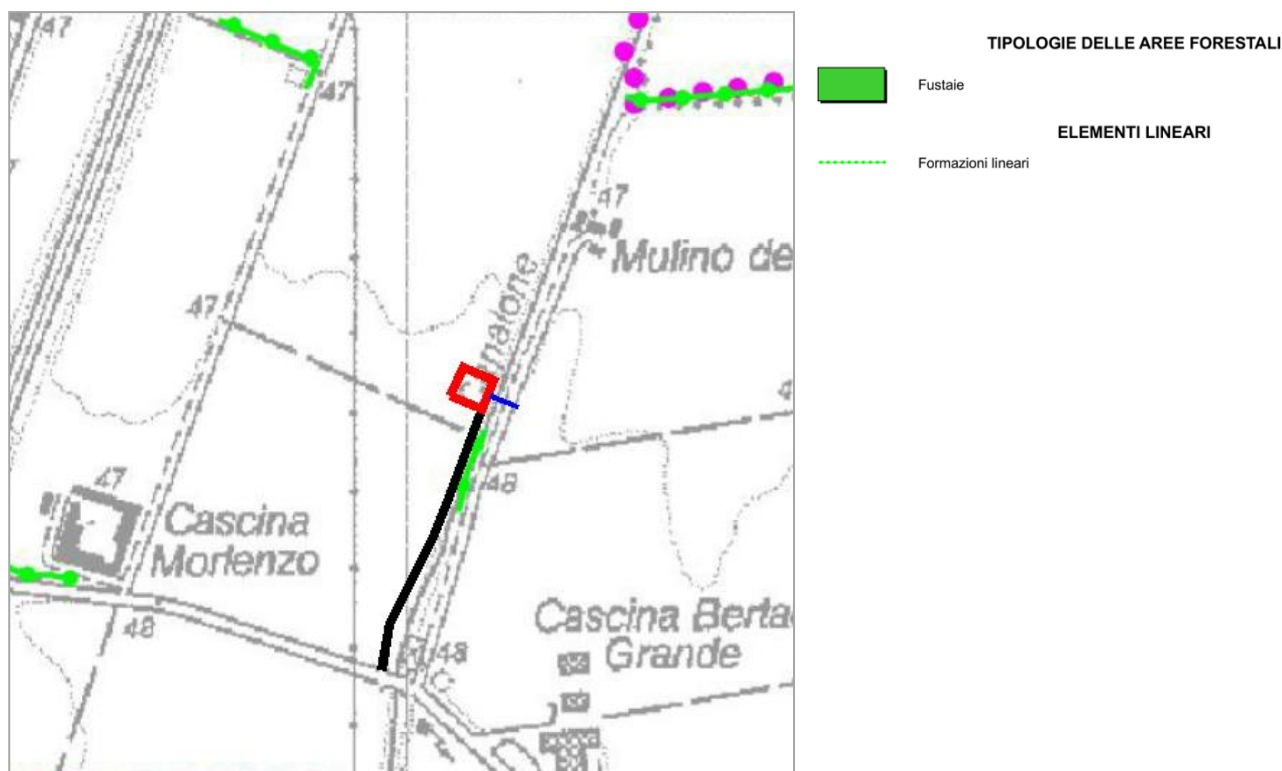 TIPOLOGIE DELLE AREE FORESTALI
Fustaie
ELEMENTI LINEARI
Formazioni lineari
47
47
47
Mulino de
47
47
48
Cascina
Morlenzo
48
48
Cascina Berta
Grande